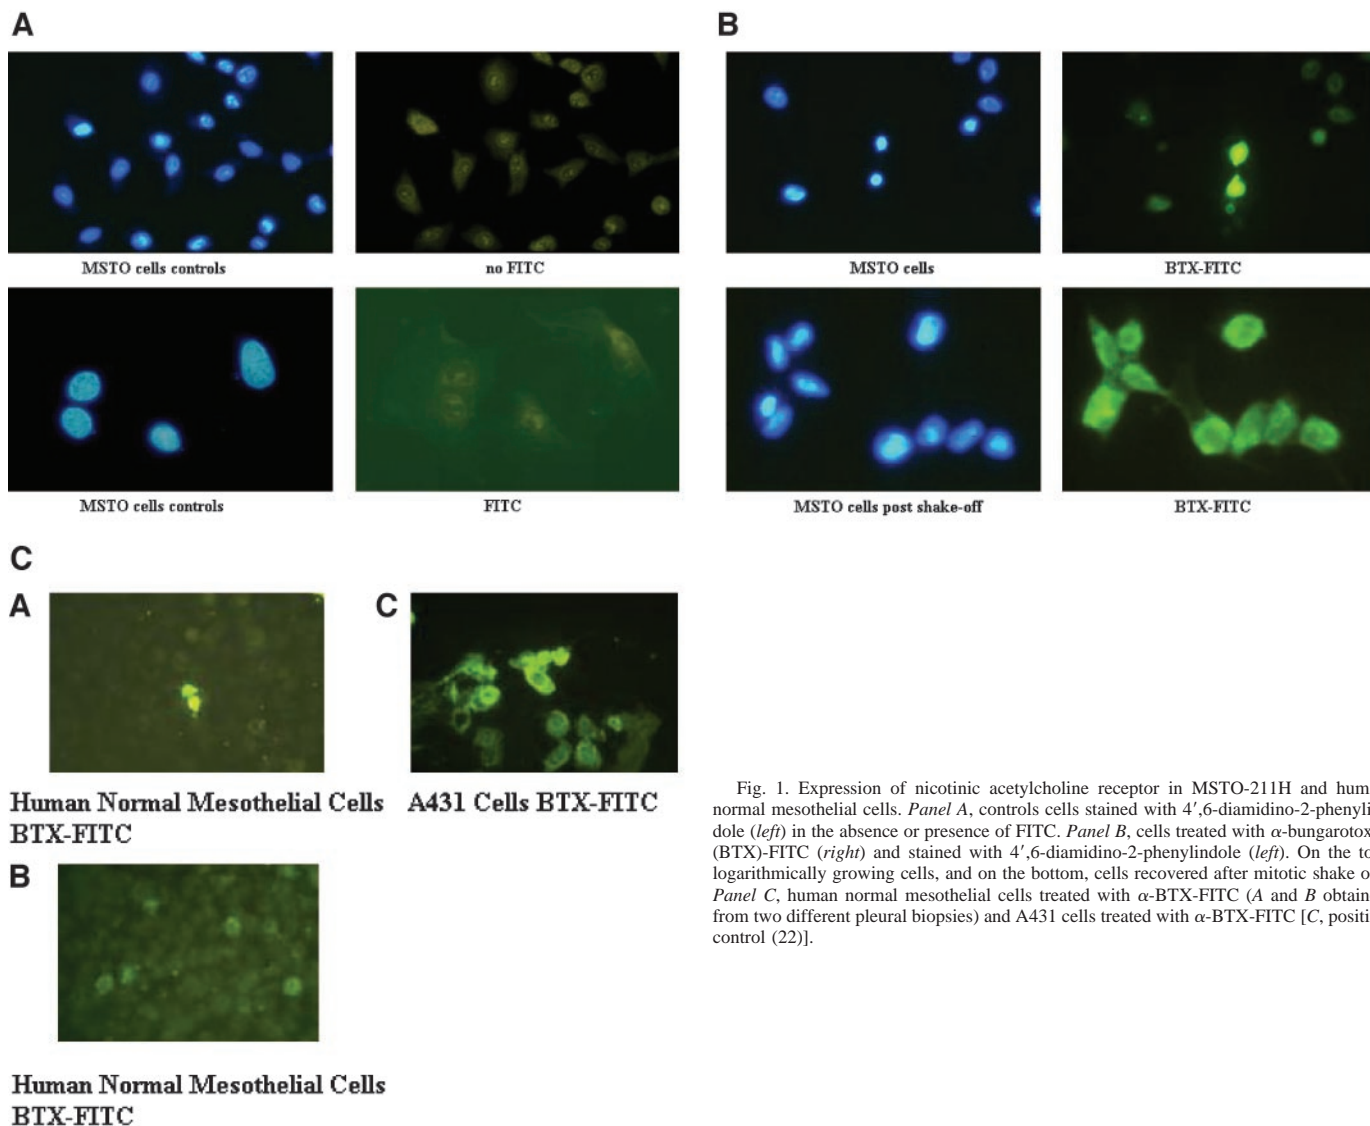 A
B
MSTO cells controls
no FITC
MSTO cells
BTX-FITC
MSTO cells controls
FITC
MSTO cells post shake-off
BTX-FITC
C
A
C
Human Normal Mesothelial Cells
BTX-FITC
A431 Cells BTX-FITC
B
Human Normal Mesothelial Cells
BTX-FITC
Fig. 1. Expression of nicotinic acetylcholine receptor in MSTO-211H and hum
normal mesothelial cells. Panel A, controls cells stained with 4′,6-diamidino-2-phenyli
dole (left) in the absence or presence of FITC. Panel B, cells treated with α-bungarotox
(BTX)-FITC (right) and stained with 4′,6-diamidino-2-phenylindole (left). On the to
logarithmically growing cells, and on the bottom, cells recovered after mitotic shake o
Panel C, human normal mesothelial cells treated with α-BTX-FITC (A and B obtain
from two different pleural biopsies) and A431 cells treated with α-BTX-FITC [C, positi
control (22)].